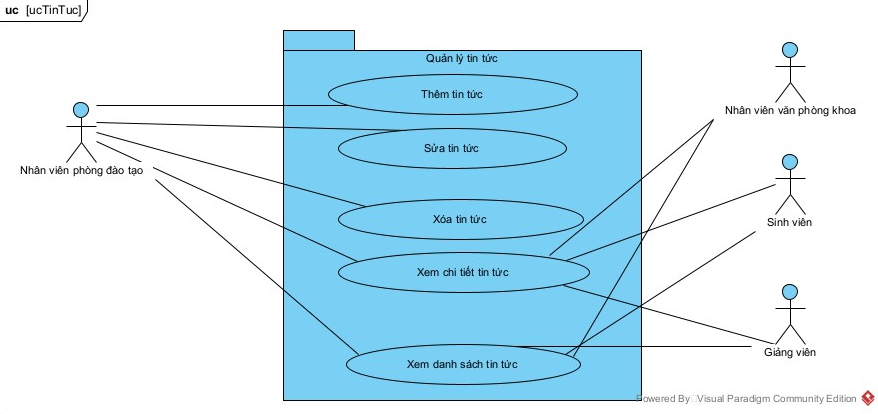 uc [ucTinTuc]
Quản lý tin tức
Thêm tin tức
Nhân viên văn phòng khoa
Sửa tin tức
Nhân viên phòng đào tạo
Xóa tin tức
Sinh viên
Xem chi tiết tin tức
Giảng viên
Xem danh sách tin tức
Powered By Visual Paradigm Community Edition